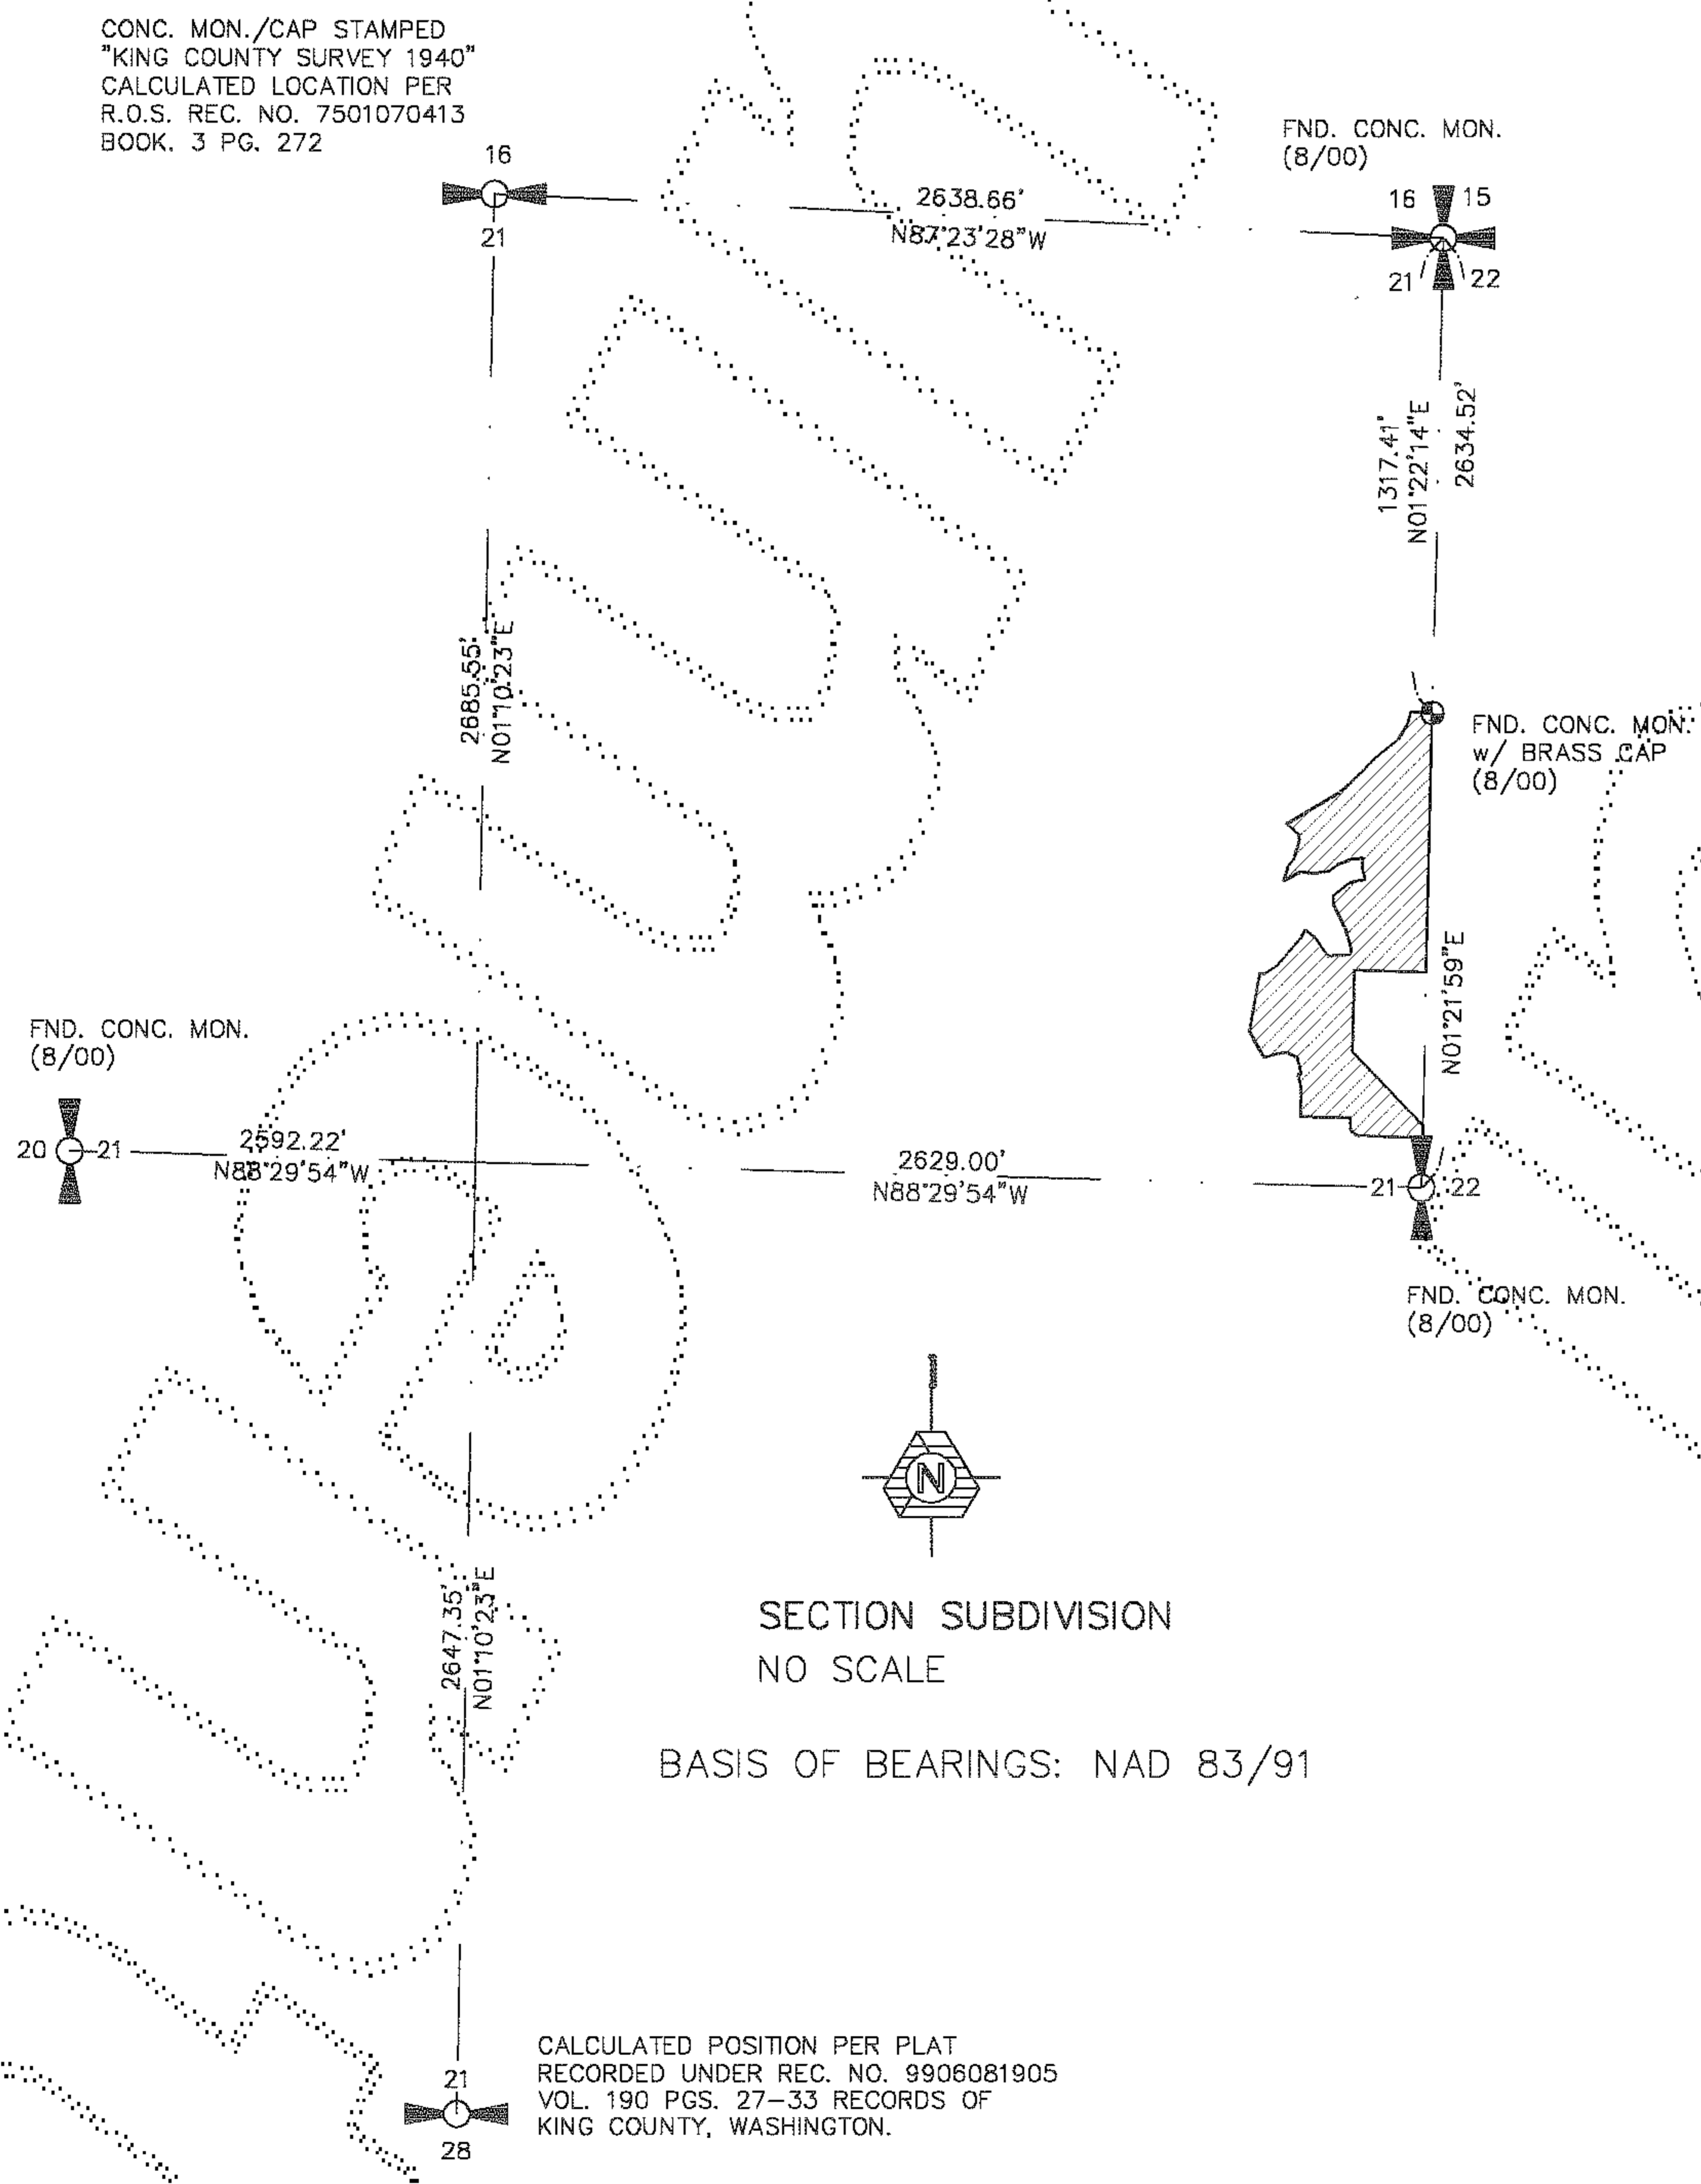 CONC. MON./CAP STAMPED
"KING COUNTY SURVEY 1940"
CALCULATED LOCATION PER
R.O.S. REC. NO. 7501070413
BOOK. 3 PG. 272
16
21
2638.66'
N87°23'28"W
FND. CONC. MON.
(8/00)
16 15
21 22
1317.41'
N01°22'14"E
2634.52'
2685.55'
N01°10'23"E
FND. CONC. MON.
w/ BRASS CAP
(8/00)
N01°21'59"E
FND. CONC. MON.
(8/00)
20 21
2592.22'
N88°29'54"W
2629.00'
N88°29'54"W
21 22
FND. CONC. MON.
(8/00)
N
2647.35'
N01°10'23"E
SECTION SUBDIVISION
NO SCALE
BASIS OF BEARINGS: NAD 83/91
CALCULATED POSITION PER PLAT
RECORDED UNDER REC. NO. 9906081905
VOL. 190 PGS. 27-33 RECORDS OF
KING COUNTY, WASHINGTON.
21
28